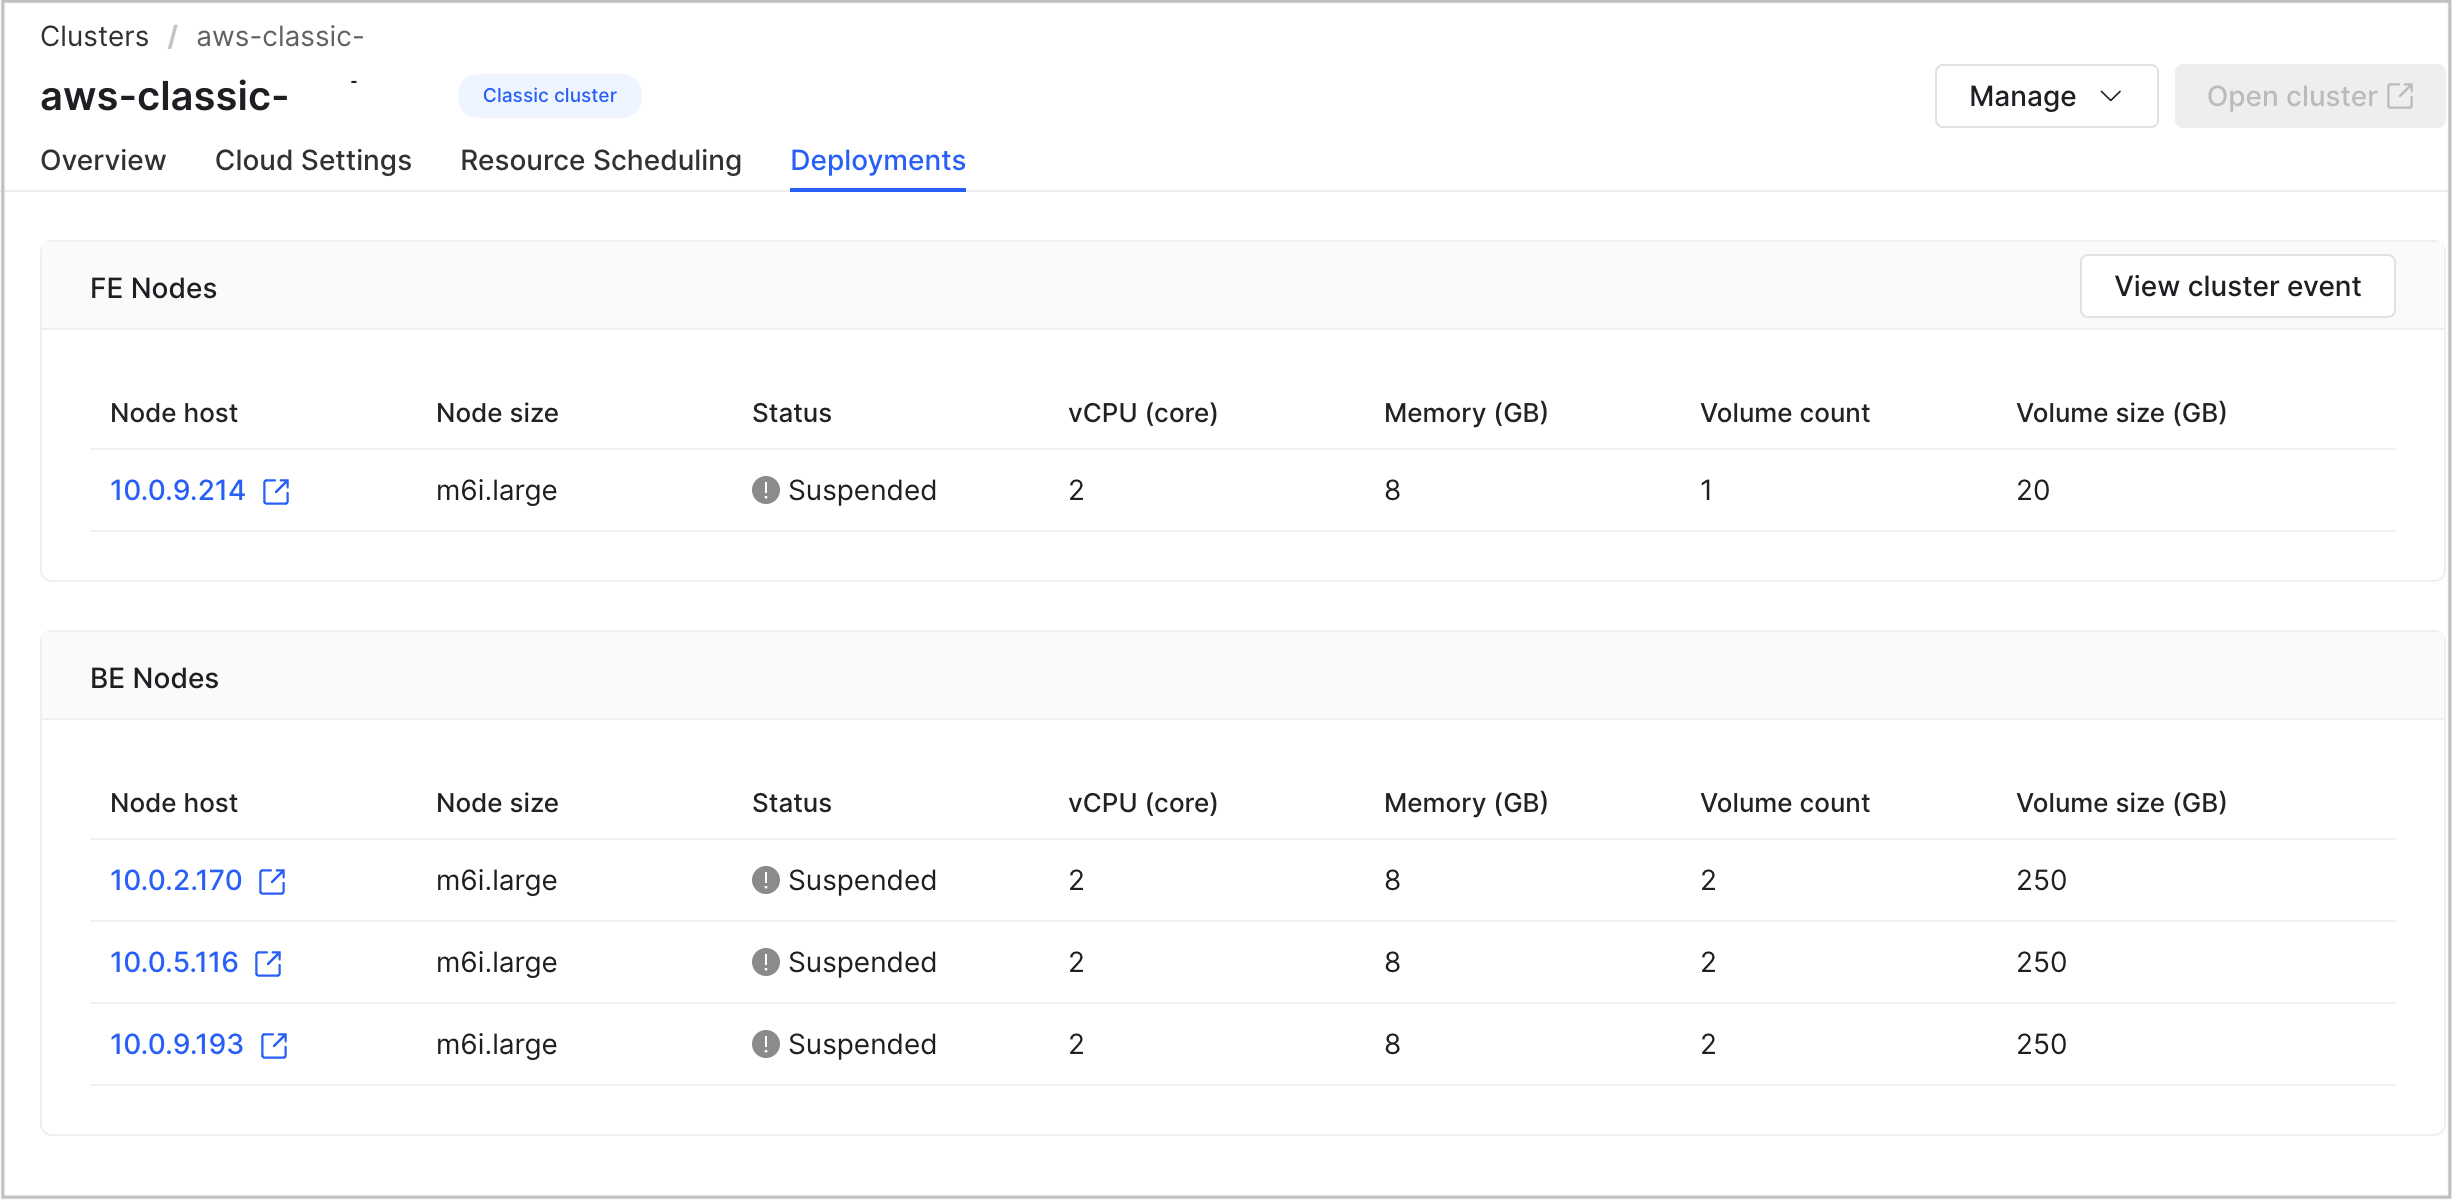 Clusters / aws-classic-
aws-classic- Classic cluster Manage Open cluster
Overview Cloud Settings Resource Scheduling Deployments
FE Nodes View cluster event
Node host Node size Status vCPU (core) Memory (GB) Volume count Volume size (GB)
10.0.9.214 m6i.large Suspended 2 8 1 20
BE Nodes
Node host Node size Status vCPU (core) Memory (GB) Volume count Volume size (GB)
10.0.2.170 m6i.large Suspended 2 8 2 250
10.0.5.116 m6i.large Suspended 2 8 2 250
10.0.9.193 m6i.large Suspended 2 8 2 250